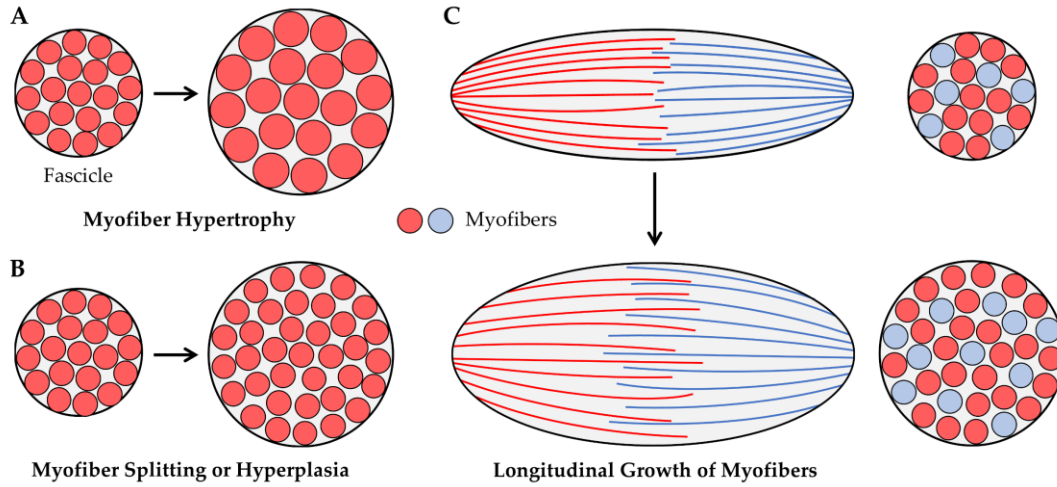 A
Fascicle
Myofiber Hypertrophy
B
Myofiber Splitting or Hyperplasia
C
Myofibers
Longitudinal Growth of Myofibers